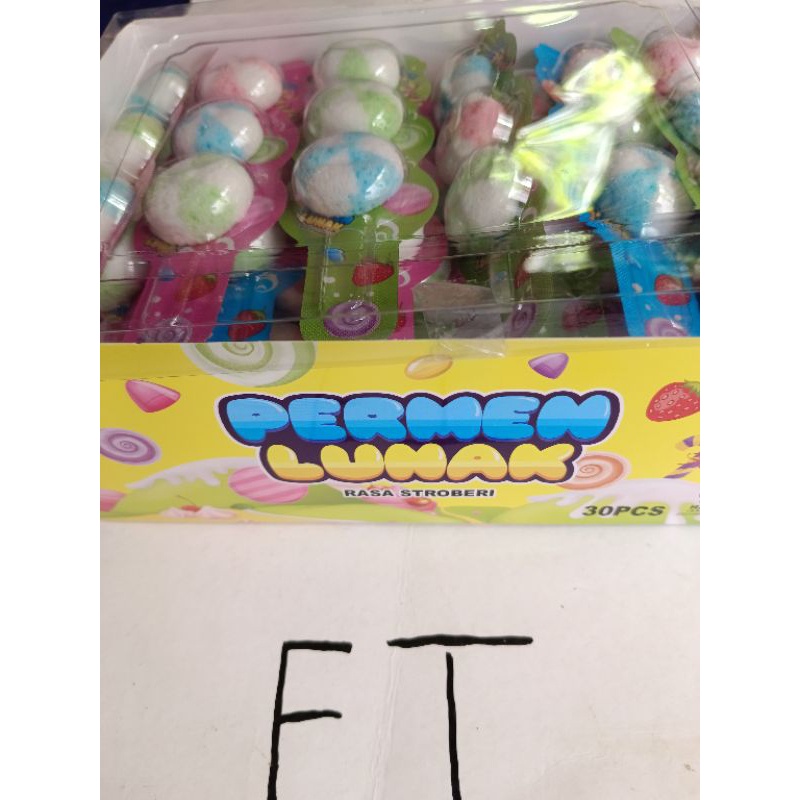 PERMEN
LUNAK
RASA STROBERI
30PCS
FT